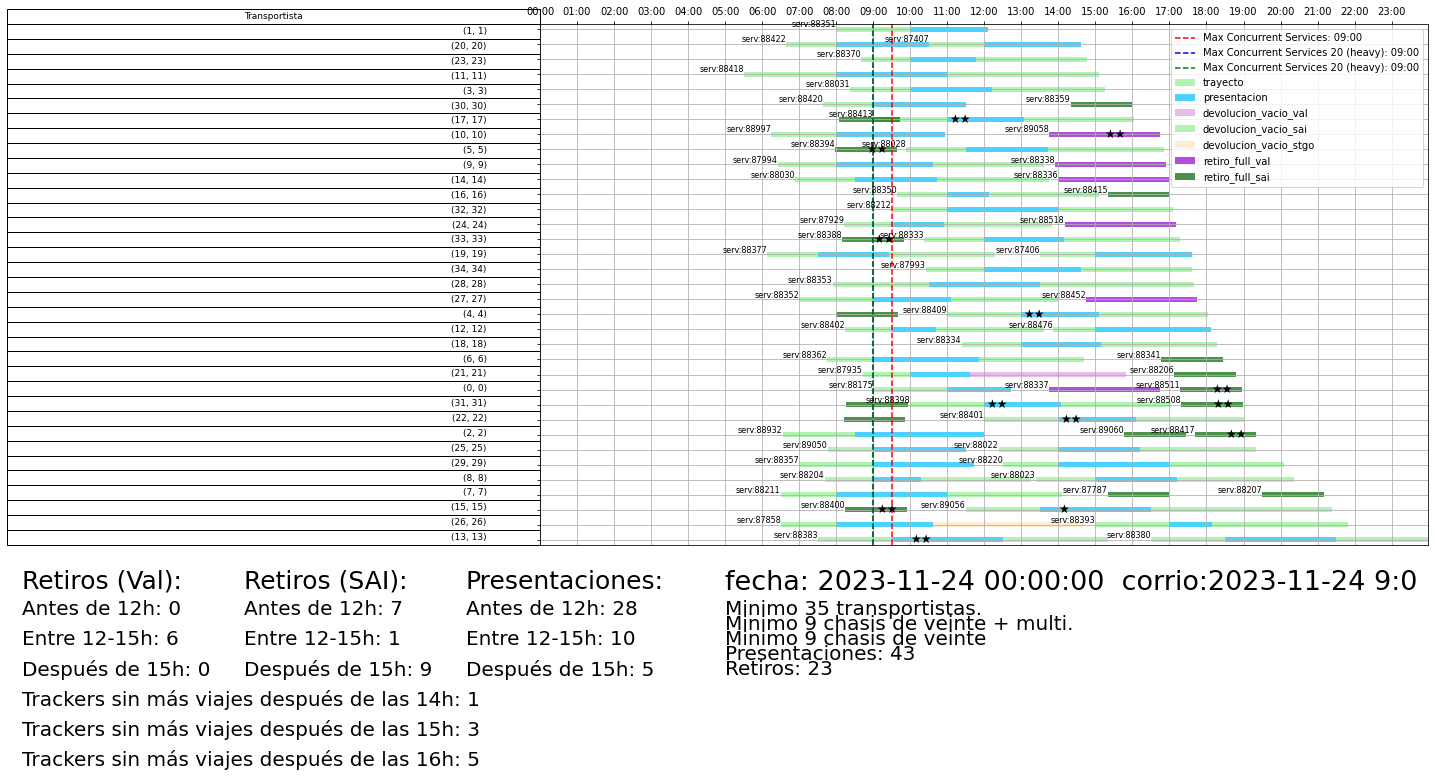 Transportista
00:00 01:00 02:00 03:00 04:00 05:00 06:00 07:00 08:00 09:00 10:00 11:00 12:00 13:00 14:00 15:00 16:00 17:00 18:00 19:00 20:00 21:00 22:00 23:00
Max Concurrent Services: 09:00
Max Concurrent Services 20 (heavy): 09:00
Max Concurrent Services 20 (heavy): 09:00
trayecto
presentacion
devolucion_vacio_val
devolucion_vacio_sai
devolucion_vacio_stgo
retiro_full_val
retiro_full_sai
(1, 1) serv:88351
(20, 20) serv:88422 serv:87407
(23, 23) serv:88370
(11, 11) serv:88418
(3, 3) serv:88031
(30, 30) serv:88420 serv:88359
(17, 17) serv:88413
(10, 10) serv:88997 serv:89058
(5, 5) serv:88394 serv:88028
(9, 9) serv:87994 serv:88338
(14, 14) serv:88030 serv:88336
(16, 16) serv:88350 serv:88415
(32, 32) serv:88212
(24, 24) serv:87929 serv:88518
(33, 33) serv:88388 serv:88333
(19, 19) serv:88377 serv:87406
(34, 34) serv:87993
(28, 28) serv:88353
(27, 27) serv:88352 serv:88452
(4, 4) serv:88409
(12, 12) serv:88402 serv:88476
(18, 18) serv:88334
(6, 6) serv:88362 serv:88341
(21, 21) serv:87935 serv:88206
(0, 0) serv:88175 serv:88337 serv:88511
(31, 31) serv:88398 serv:88508
(22, 22) serv:88401
(2, 2) serv:88932 serv:89060 serv:88417
(25, 25) serv:89050 serv:88022
(29, 29) serv:88357 serv:88220
(8, 8) serv:88204 serv:88023
(7, 7) serv:88211 serv:87787 serv:88207
(15, 15) serv:88400 serv:89056
(26, 26) serv:87858 serv:88393
(13, 13) serv:88383 serv:88380
Retiros (Val):
Antes de 12h: 0
Entre 12-15h: 6
Después de 15h: 0
Retiros (SAI):
Antes de 12h: 7
Entre 12-15h: 1
Después de 15h: 9
Presentaciones:
Antes de 12h: 28
Entre 12-15h: 10
Después de 15h: 5
Trackers sin más viajes después de las 14h: 1
Trackers sin más viajes después de las 15h: 3
Trackers sin más viajes después de las 16h: 5
fecha: 2023-11-24 00:00:00 corrio:2023-11-24 9:0
Minimo 35 transportistas.
Minimo 9 chasis de veinte + multi.
Minimo 9 chasis de veinte
Presentaciones: 43
Retiros: 23